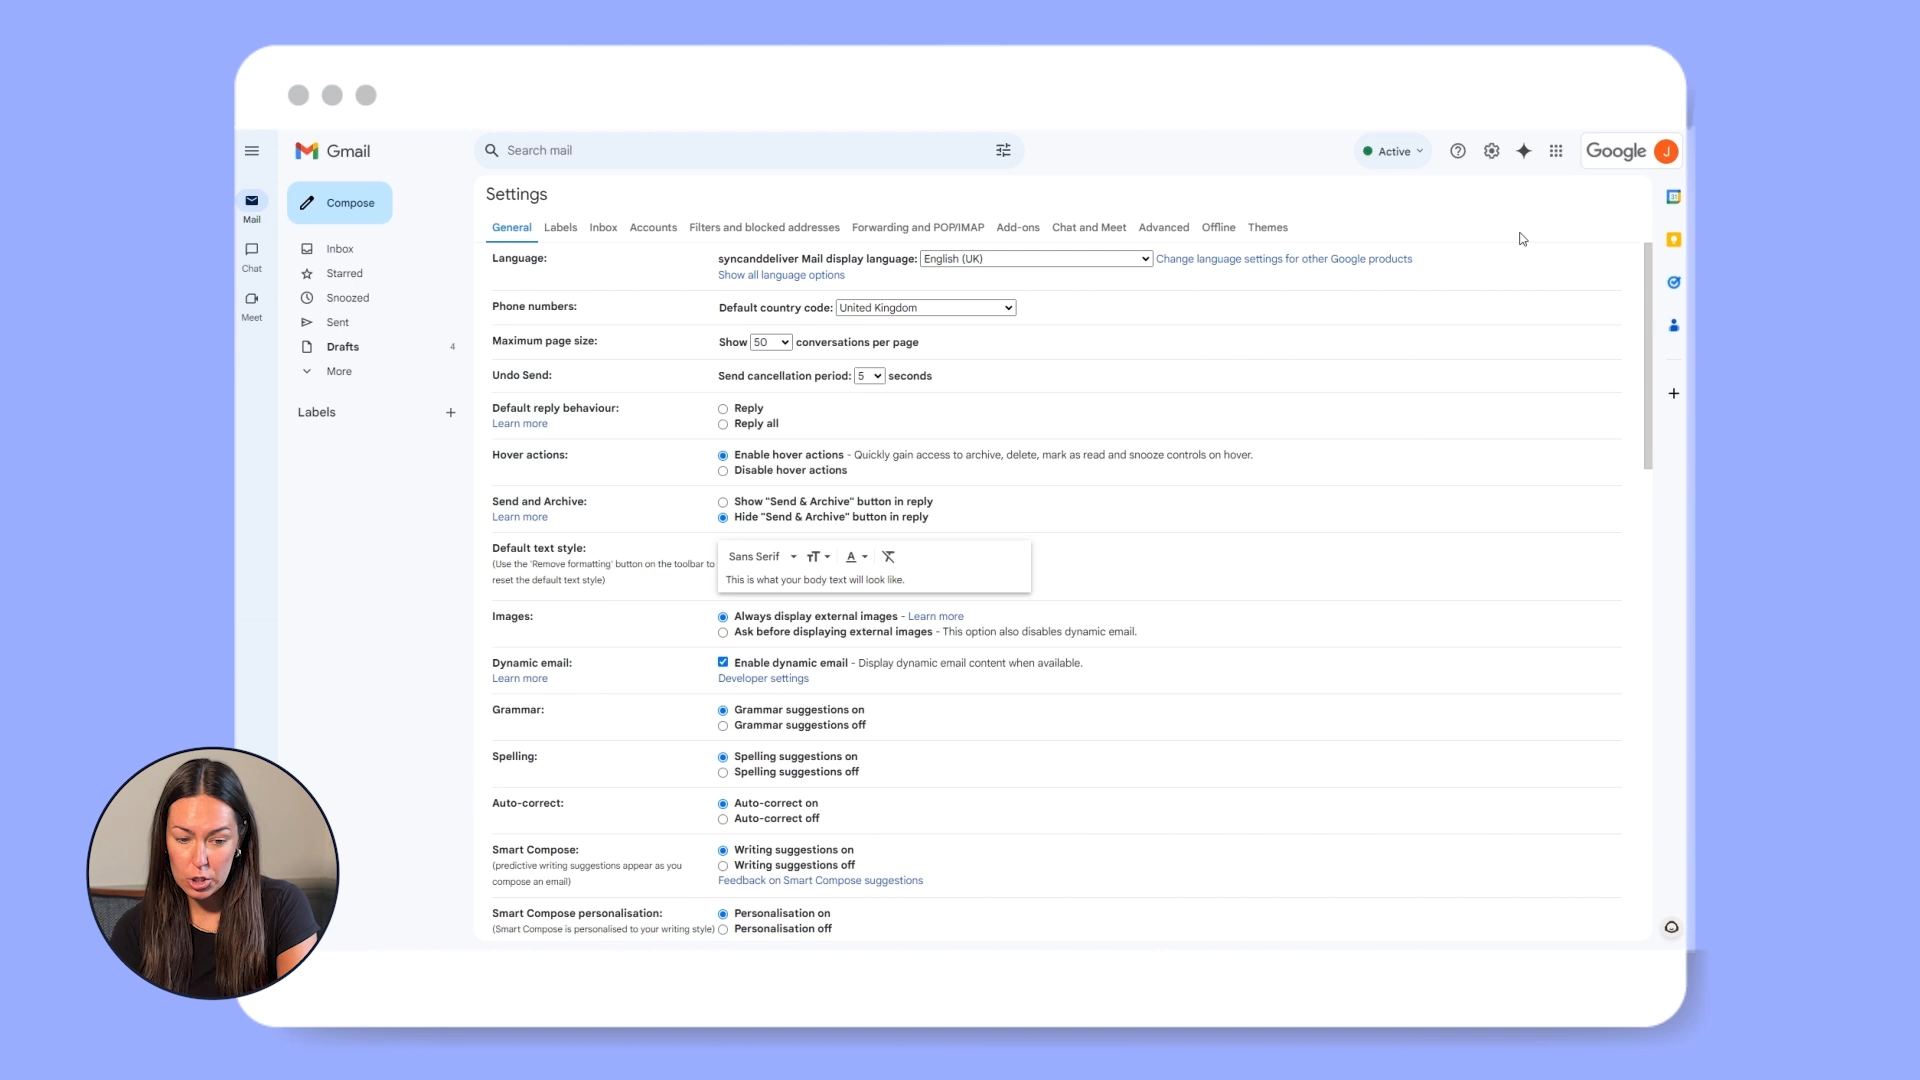 Gmail
Search mail
Active
Google
J
Mail
Chat
Meet
Compose
Inbox
Starred
Snoozed
Sent
Drafts 4
More
Labels
Settings
General Labels Inbox Accounts Filters and blocked addresses Forwarding and POP/IMAP Add-ons Chat and Meet Advanced Offline Themes
Language: syncanddeliver Mail display language: English (UK) Change language settings for other Google products
Show all language options
Phone numbers: Default country code: United Kingdom
Maximum page size: Show 50 conversations per page
Undo Send: Send cancellation period: 5 seconds
Default reply behaviour: Reply
Learn more Reply all
Hover actions: Enable hover actions - Quickly gain access to archive, delete, mark as read and snooze controls on hover.
Disable hover actions
Send and Archive: Show "Send & Archive" button in reply
Learn more Hide "Send & Archive" button in reply
Default text style:
(Use the 'Remove formatting' button on the toolbar to
reset the default text style)
Sans Serif
This is what your body text will look like.
Images: Always display external images - Learn more
Ask before displaying external images - This option also disables dynamic email.
Dynamic email: Enable dynamic email - Display dynamic email content when available.
Learn more Developer settings
Grammar: Grammar suggestions on
Grammar suggestions off
Spelling: Spelling suggestions on
Spelling suggestions off
Auto-correct: Auto-correct on
Auto-correct off
Smart Compose: Writing suggestions on
(predictive writing suggestions appear as you Writing suggestions off
compose an email) Feedback on Smart Compose suggestions
Smart Compose personalisation: Personalisation on
(Smart Compose is personalised to your writing style) Personalisation off